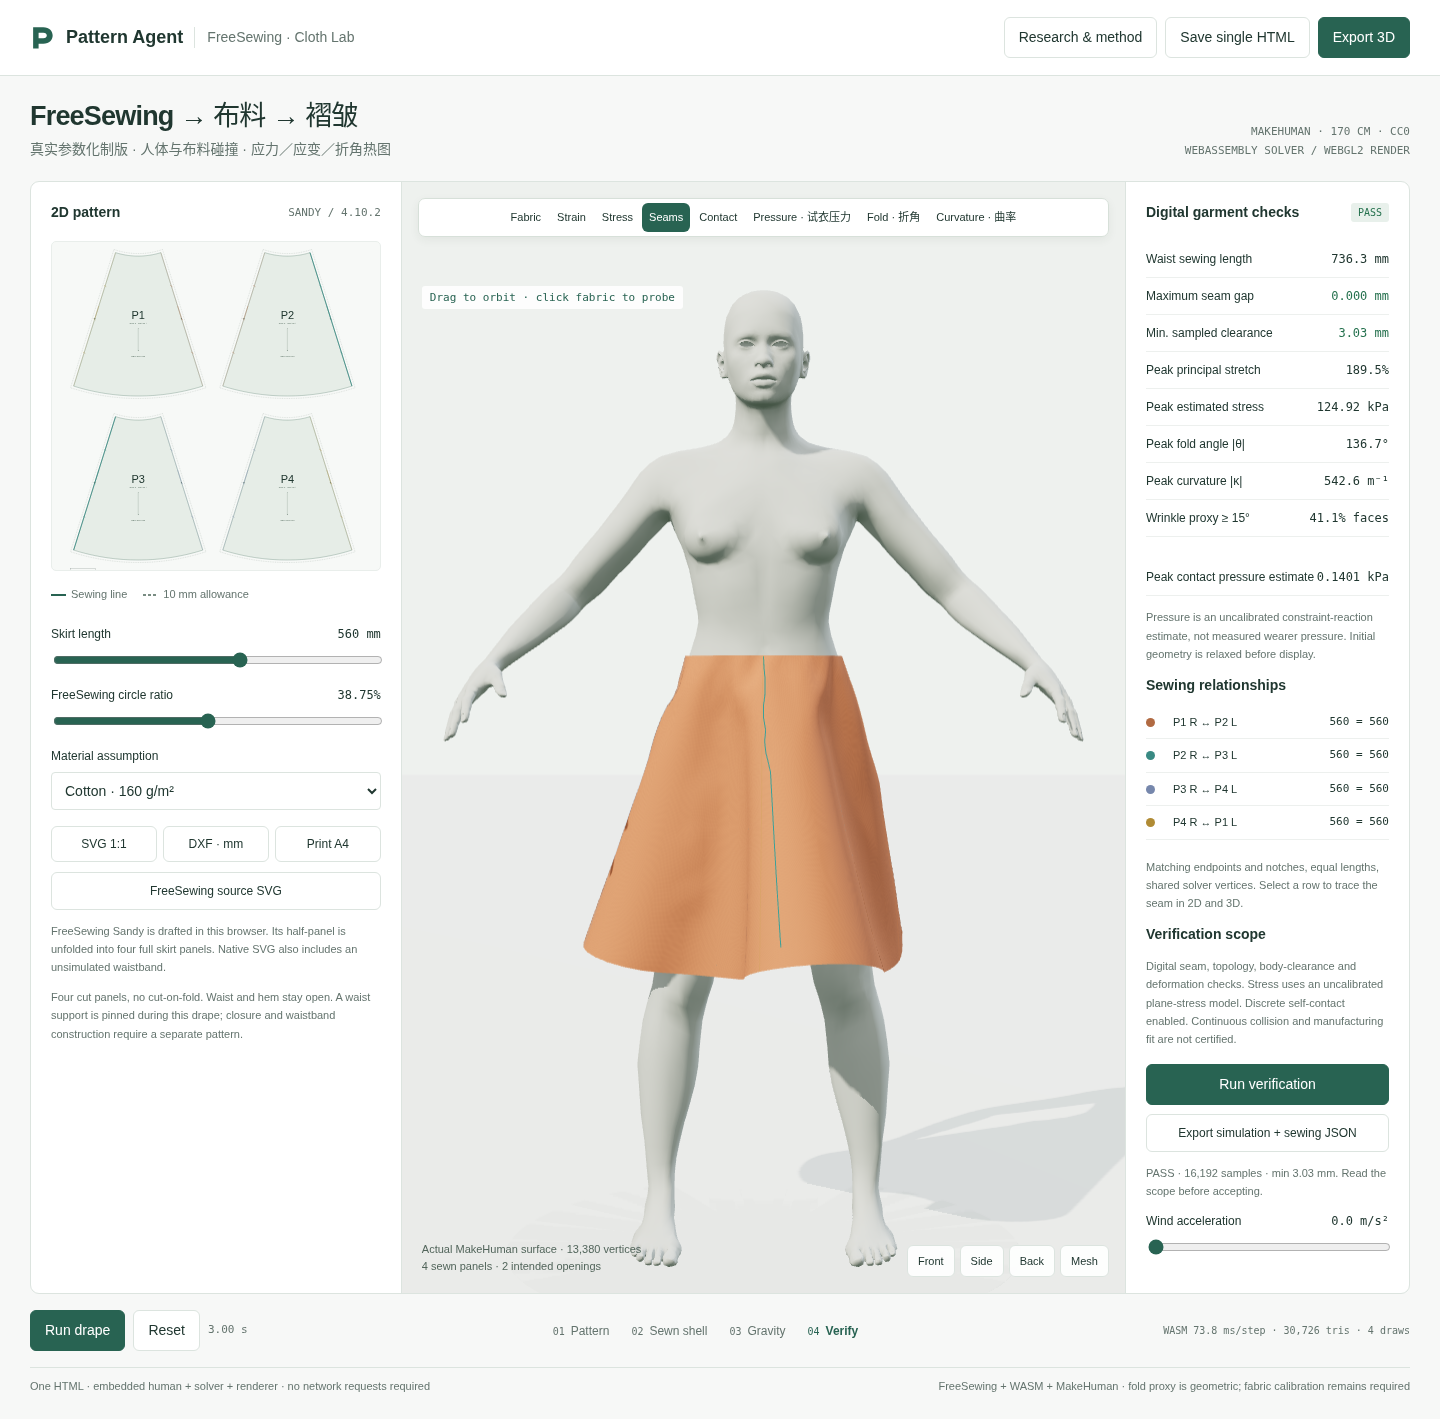 Pattern Agent
FreeSewing · Cloth Lab
Research & method
Save single HTML
Export 3D
FreeSewing → 布料 → 褶皱
真实参数化制版 · 人体与布料碰撞 · 应力／应变／折角热图
MAKEHUMAN · 170 CM · CC0
WEBASSEMBLY SOLVER / WEBGL2 RENDER
2D pattern
SANDY / 4.10.2
P1
P2
P3
P4
Sewing line
10 mm allowance
Skirt length
560 mm
FreeSewing circle ratio
38.75%
Material assumption
Cotton · 160 g/m²
SVG 1:1
DXF · mm
Print A4
FreeSewing source SVG
FreeSewing Sandy is drafted in this browser. Its half-panel is
unfolded into four full skirt panels. Native SVG also includes an
unsimulated waistband.
Four cut panels, no cut-on-fold. Waist and hem stay open. A waist
support is pinned during this drape; closure and waistband
construction require a separate pattern.
Fabric
Strain
Stress
Seams
Contact
Pressure · 试衣压力
Fold · 折角
Curvature · 曲率
Drag to orbit · click fabric to probe
Actual MakeHuman surface · 13,380 vertices
4 sewn panels · 2 intended openings
Front
Side
Back
Mesh
Digital garment checks
PASS
Waist sewing length 736.3 mm
Maximum seam gap 0.000 mm
Min. sampled clearance 3.03 mm
Peak principal stretch 189.5%
Peak estimated stress 124.92 kPa
Peak fold angle |θ| 136.7°
Peak curvature |κ| 542.6 m⁻¹
Wrinkle proxy ≥ 15° 41.1% faces
Peak contact pressure estimate 0.1401 kPa
Pressure is an uncalibrated constraint-reaction
estimate, not measured wearer pressure. Initial
geometry is relaxed before display.
Sewing relationships
P1 R ↔ P2 L 560 = 560
P2 R ↔ P3 L 560 = 560
P3 R ↔ P4 L 560 = 560
P4 R ↔ P1 L 560 = 560
Matching endpoints and notches, equal lengths,
shared solver vertices. Select a row to trace the
seam in 2D and 3D.
Verification scope
Digital seam, topology, body-clearance and
deformation checks. Stress uses an uncalibrated
plane-stress model. Discrete self-contact
enabled. Continuous collision and manufacturing
fit are not certified.
Run verification
Export simulation + sewing JSON
PASS · 16,192 samples · min 3.03 mm. Read the
scope before accepting.
Wind acceleration 0.0 m/s²
Run drape
Reset
3.00 s
01 Pattern
02 Sewn shell
03 Gravity
04 Verify
WASM 73.8 ms/step · 30,726 tris · 4 draws
One HTML · embedded human + solver + renderer · no network requests required
FreeSewing + WASM + MakeHuman · fold proxy is geometric; fabric calibration remains required